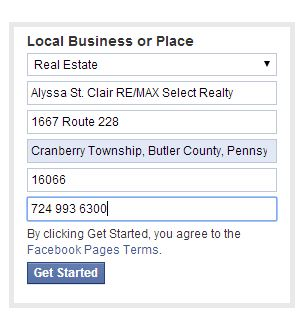 Local Business or Place
Real Estate
Alyssa St. Clair RE/MAX Select Realty
1667 Route 228
Cranberry Township, Butler County, Pennsy
16066
724 993 6300
By clicking Get Started, you agree to the
Facebook Pages Terms.
Get Started